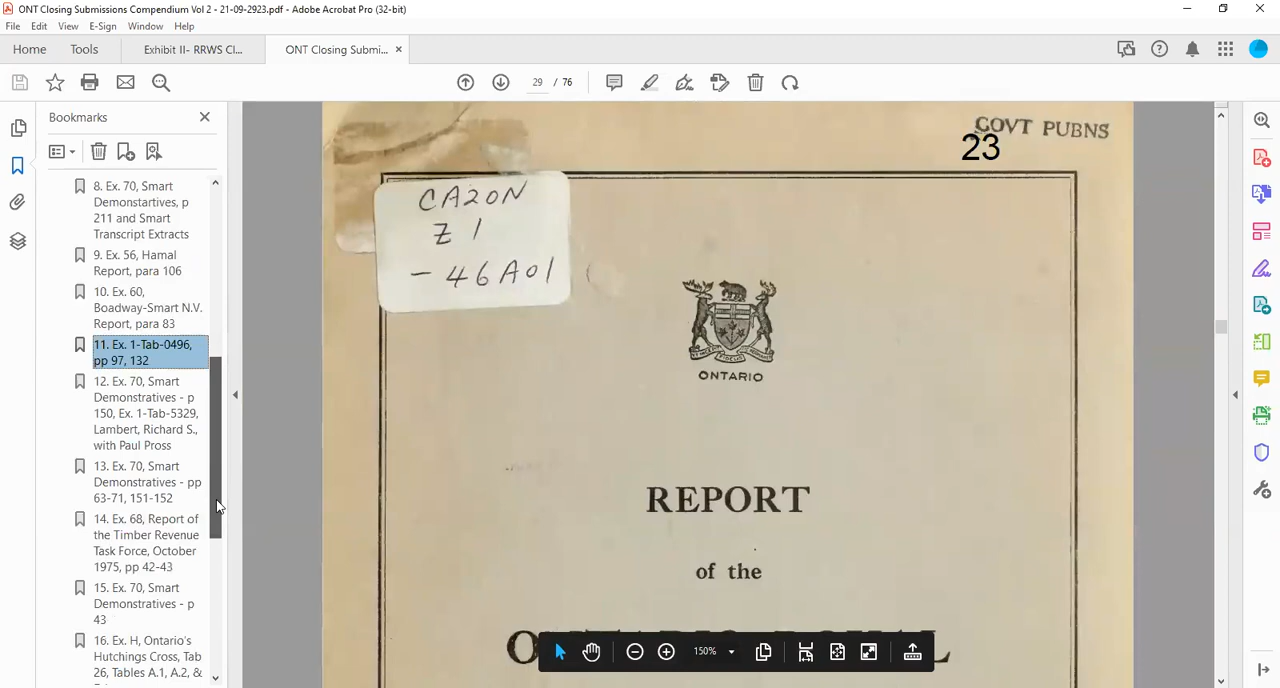 ONT Closing Submissions Compendium Vol 2 - 21-09-2923.pdf - Adobe Acrobat Pro (32-bit)
File Edit View E-Sign Window Help
Home Tools Exhibit II- RRWS Cl... ONT Closing Submi... ×
29 / 76
Bookmarks
8. Ex. 70, Smart
Demonstartives, p
211 and Smart
Transcript Extracts
9. Ex. 56, Hamal
Report, para 106
10. Ex. 60,
Boadway-Smart N.V.
Report, para 83
11. Ex. 1-Tab-0496,
pp 97, 132
12. Ex. 70, Smart
Demonstratives - p
150, Ex. 1-Tab-5329,
Lambert, Richard S.,
with Paul Pross
13. Ex. 70, Smart
Demonstratives - pp
63-71, 151-152
14. Ex. 68, Report of
the Timber Revenue
Task Force, October
1975, pp 42-43
15. Ex. 70, Smart
Demonstratives - p
43
16. Ex. H, Ontario's
Hutchings Cross, Tab
26, Tables A.1, A.2, &
GOVT PUBNS
23
CA2ON
Z 1
- 46A01
ONTARIO
REPORT
of the
150%